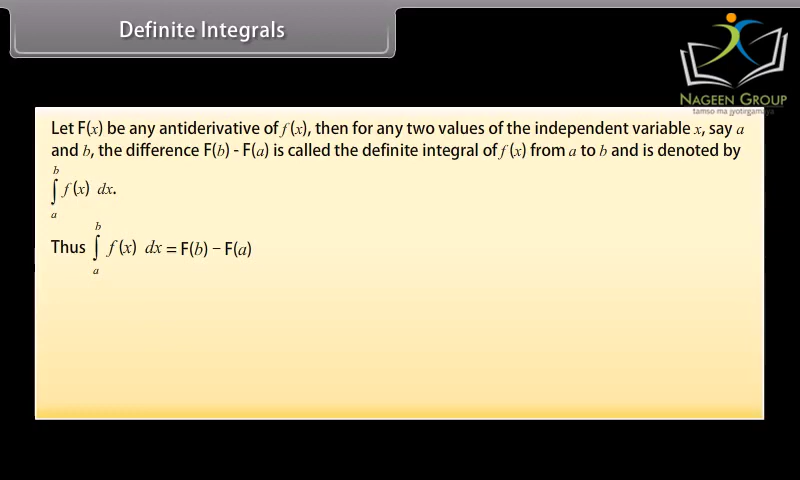 Definite Integrals
NAGEEN GROUP
tamso ma jyotirgamaya
Let F(x) be any antiderivative of f (x), then for any two values of the independent variable x, say a
and b, the difference F(b) - F(a) is called the definite integral of f (x) from a to b and is denoted by
b
∫ f (x) dx.
a
b
Thus ∫ f (x) dx = F(b) − F(a)
a